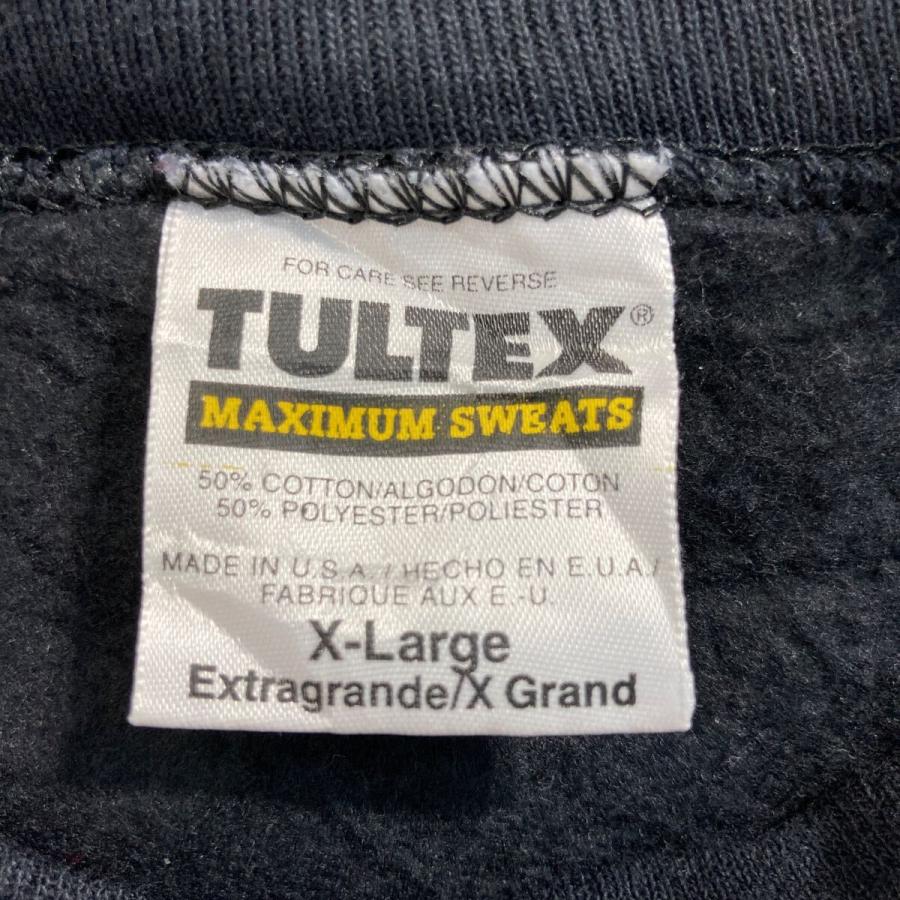 FOR CARE SEE REVERSE
TULTEX®
MAXIMUM SWEATS
50% COTTON/ALGODON/COTON
50% POLYESTER/POLIESTER
MADE IN U.S.A./HECHO EN E.U.A./
FABRIQUE AUX E.-U.
X-Large
Extragrande/X Grand